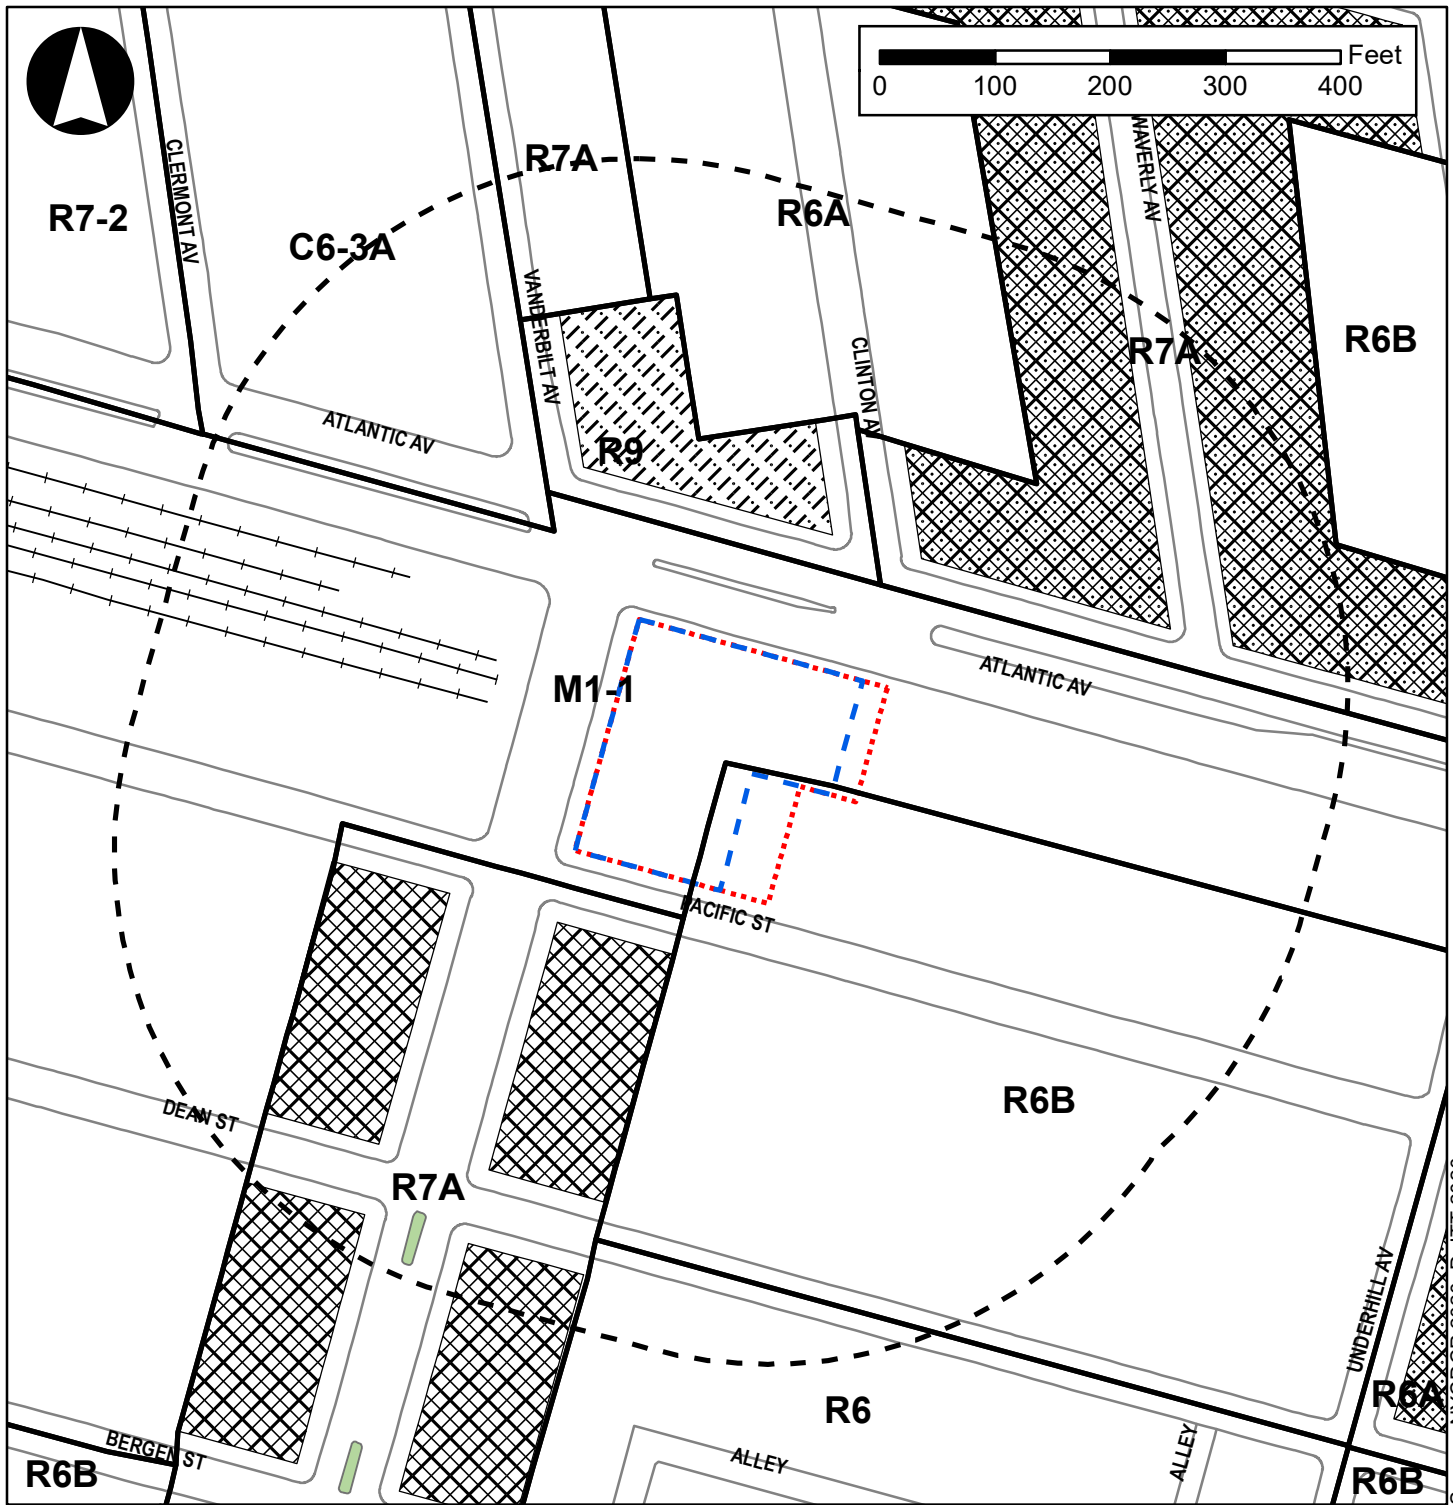 Feet
0 100 200 300 400
CLERMONT AV
WAVERLY AV
R7A
R7-2
R6A
C6-3A
VANDERBILT AV
CLINTON AV
R7A
R6B
ATLANTIC AV
R9
ATLANTIC AV
M1-1
PACIFIC ST
R6B
DEAN ST
R7A
UNDERHILL AV
R6A
R6
BERGEN ST
ALLEY
ALLEY
R6B
R6B